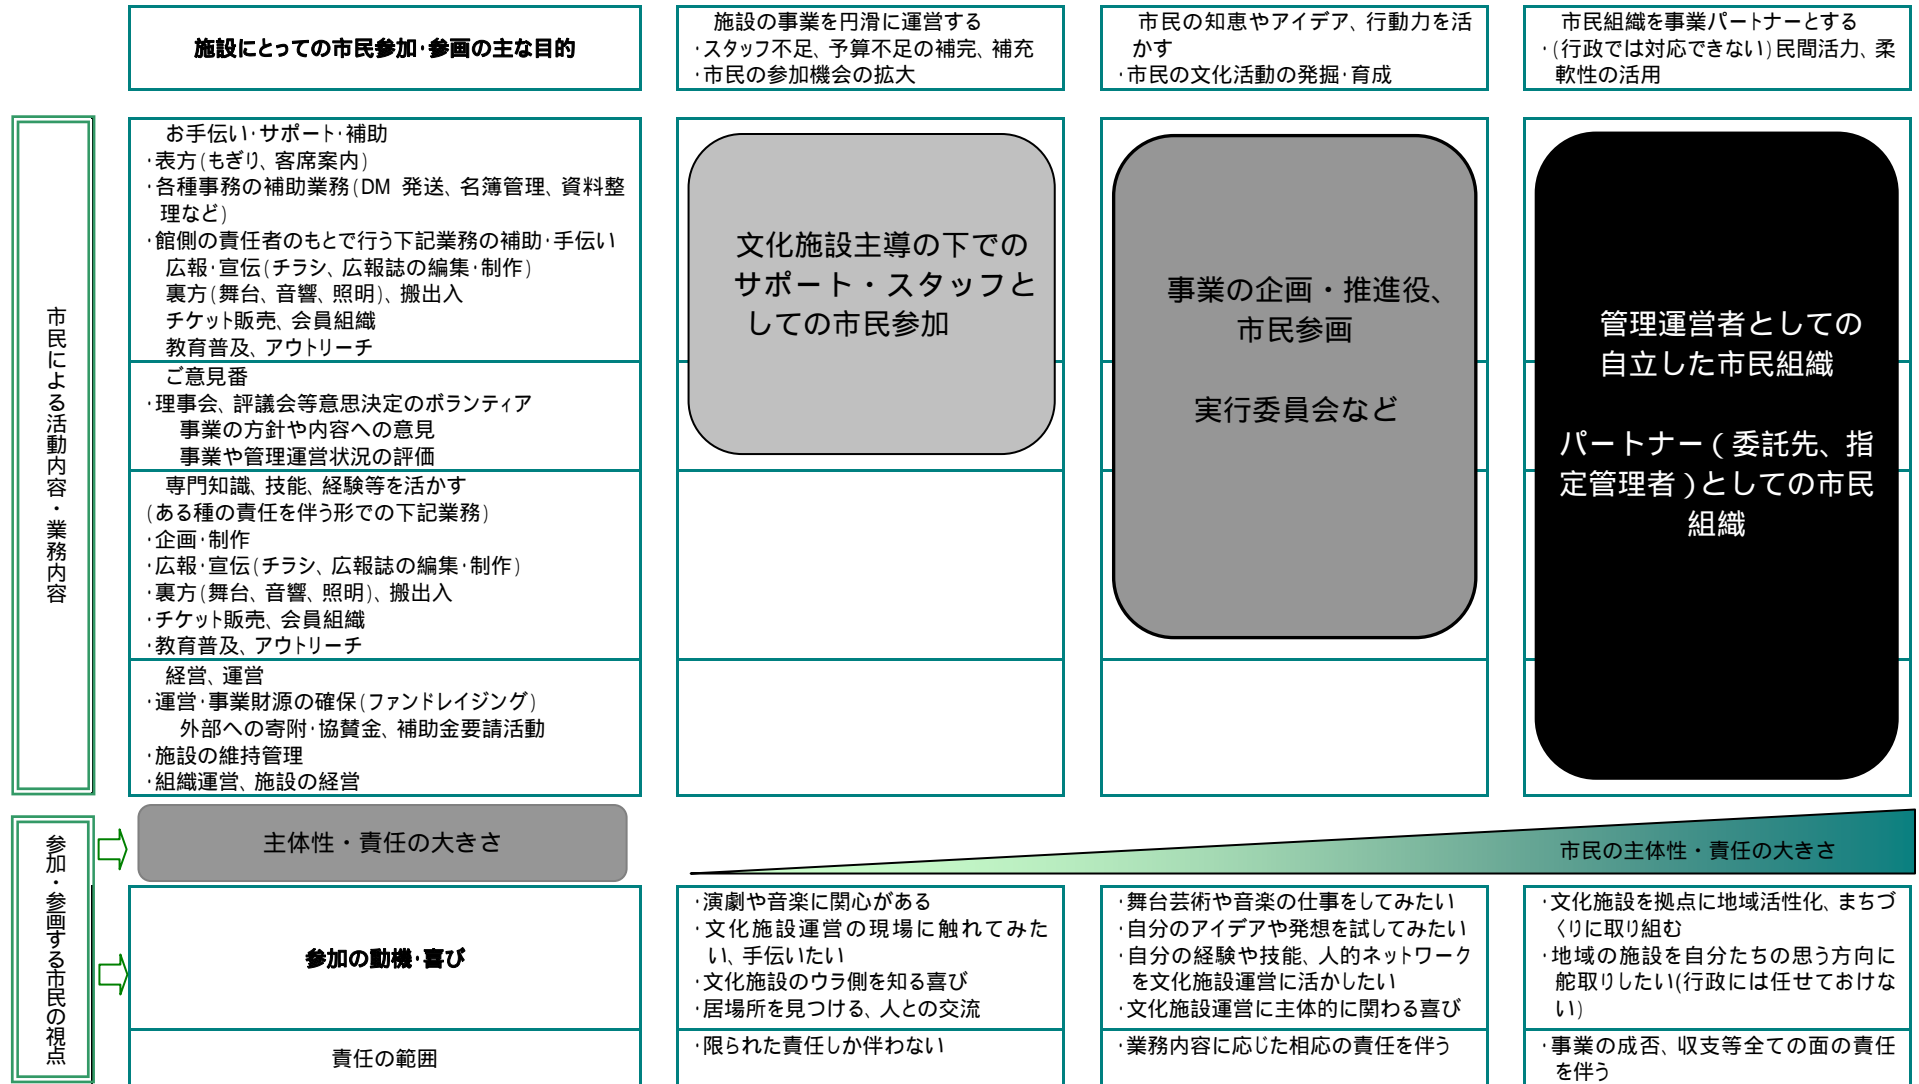 施設にとっての市民参加･参画の主な目的
施設の事業を円滑に運営する
･スタッフ不足、予算不足の補完、補充
･市民の参加機会の拡大
市民の知恵やアイデア、行動力を活
かす
･市民の文化活動の発掘･育成
市民組織を事業パートナーとする
･(行政では対応できない)民間活力、柔
軟性の活用
市民による活動内容・業務内容
お手伝い･サポート･補助
･表方(もぎり、客席案内)
･各種事務の補助業務(DM 発送、名簿管理、資料整
理など)
･館側の責任者のもとで行う下記業務の補助･手伝い
広報･宣伝(チラシ、広報誌の編集･制作)
裏方(舞台、音響、照明)、搬出入
チケット販売、会員組織
教育普及、アウトリーチ
ご意見番
･理事会、評議会等意思決定のボランティア
事業の方針や内容への意見
事業や管理運営状況の評価
専門知識、技能、経験等を活かす
(ある種の責任を伴う形での下記業務)
･企画･制作
･広報･宣伝(チラシ、広報誌の編集･制作)
･裏方(舞台、音響、照明)、搬出入
･チケット販売、会員組織
･教育普及、アウトリーチ
経営、運営
･運営･事業財源の確保(ファンドレイジング)
外部への寄附･協賛金、補助金要請活動
･施設の維持管理
･組織運営、施設の経営
文化施設主導の下での
サポート・スタッフと
しての市民参加
事業の企画・推進役、
市民参画
実行委員会など
管理運営者としての
自立した市民組織
パートナー（委託先、指
定管理者）としての市民
組織
参加・参画する市民の視点
主体性・責任の大きさ
市民の主体性・責任の大きさ
参加の動機･喜び
･演劇や音楽に関心がある
･文化施設運営の現場に触れてみた
い、手伝いたい
･文化施設のウラ側を知る喜び
･居場所を見つける、人との交流
･舞台芸術や音楽の仕事をしてみたい
･自分のアイデアや発想を試してみたい
･自分の経験や技能、人的ネットワーク
を文化施設運営に活かしたい
･文化施設運営に主体的に関わる喜び
･文化施設を拠点に地域活性化、まちづ
くりに取り組む
･地域の施設を自分たちの思う方向に
舵取りしたい(行政には任せておけな
い)
責任の範囲
･限られた責任しか伴わない
･業務内容に応じた相応の責任を伴う
･事業の成否、収支等全ての面の責任
を伴う